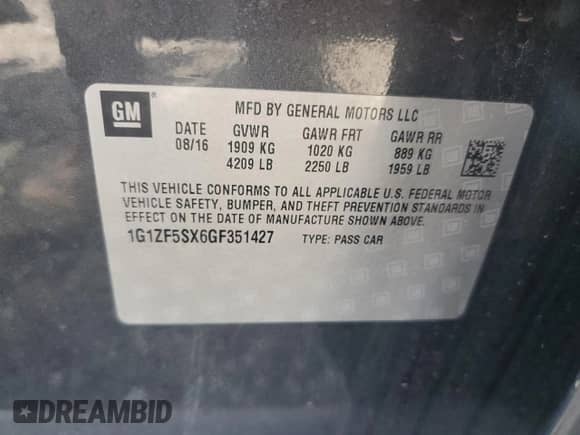 GM®
MFD BY GENERAL MOTORS LLC
DATE GVWR GAWR FRT GAWR RR
08/16 1909 KG 1020 KG 889 KG
4209 LB 2250 LB 1959 LB
THIS VEHICLE CONFORMS TO ALL APPLICABLE U.S. FEDERAL MOTOR
VEHICLE SAFETY, BUMPER, AND THEFT PREVENTION STANDARDS IN
EFFECT ON THE DATE OF MANUFACTURE SHOWN ABOVE.
1G1ZF5SX6GF351427 TYPE: PASS CAR
DREAMBID